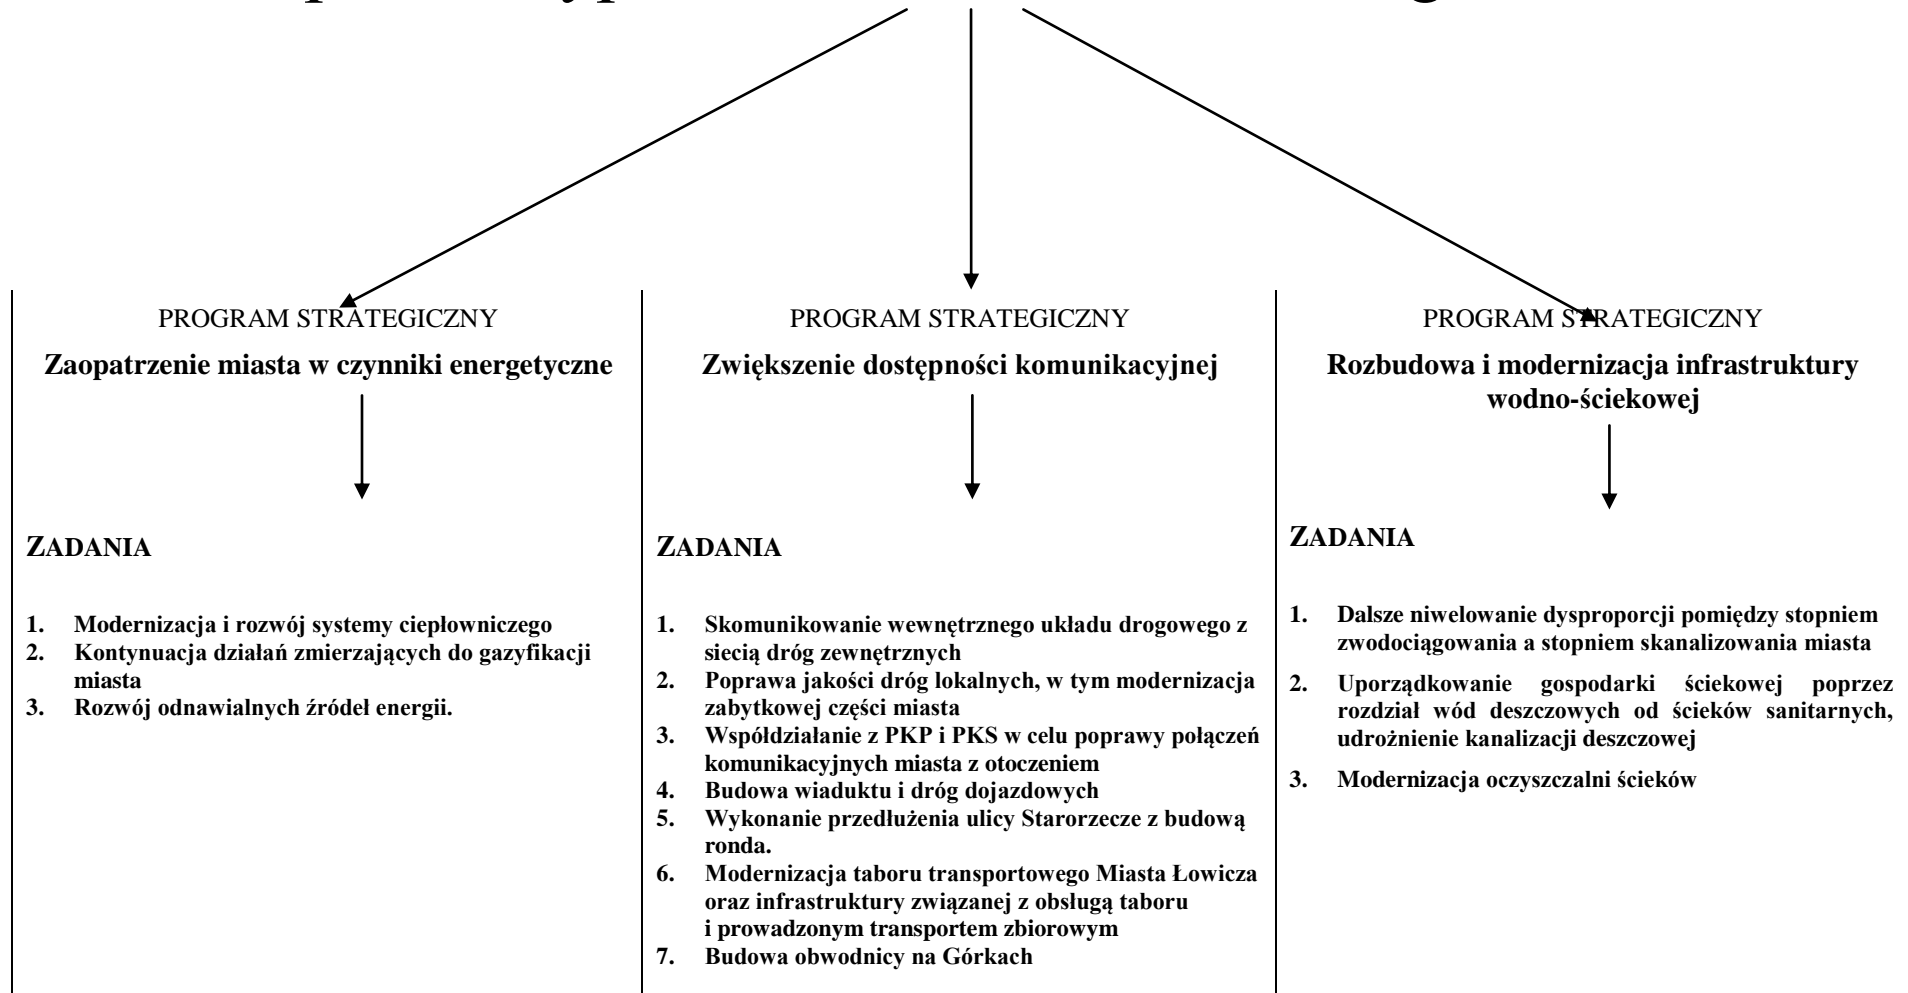 PROGRAM STRATEGICZNY
Zaopatrzenie miasta w czynniki energetyczne
ZADANIA
1. Modernizacja i rozwój systemy ciepłowniczego
2. Kontynuacja działań zmierzających do gazyfikacji
miasta
3. Rozwój odnawialnych źródeł energii.
PROGRAM STRATEGICZNY
Zwiększenie dostępności komunikacyjnej
ZADANIA
1. Skomunikowanie wewnętrznego układu drogowego z
siecią dróg zewnętrznych
2. Poprawa jakości dróg lokalnych, w tym modernizacja
zabytkowej części miasta
3. Współdziałanie z PKP i PKS w celu poprawy połączeń
komunikacyjnych miasta z otoczeniem
4. Budowa wiaduktu i dróg dojazdowych
5. Wykonanie przedłużenia ulicy Starorzecze z budową
ronda.
6. Modernizacja taboru transportowego Miasta Łowicza
oraz infrastruktury związanej z obsługą taboru
i prowadzonym transportem zbiorowym
7. Budowa obwodnicy na Górkach
PROGRAM STRATEGICZNY
Rozbudowa i modernizacja infrastruktury
wodno-ściekowej
ZADANIA
1. Dalsze niwelowanie dysproporcji pomiędzy stopniem
zwodociągowania a stopniem skanalizowania miasta
2. Uporządkowanie gospodarki ściekowej poprzez
rozdział wód deszczowych od ścieków sanitarnych,
udrożnienie kanalizacji deszczowej
3. Modernizacja oczyszczalni ścieków